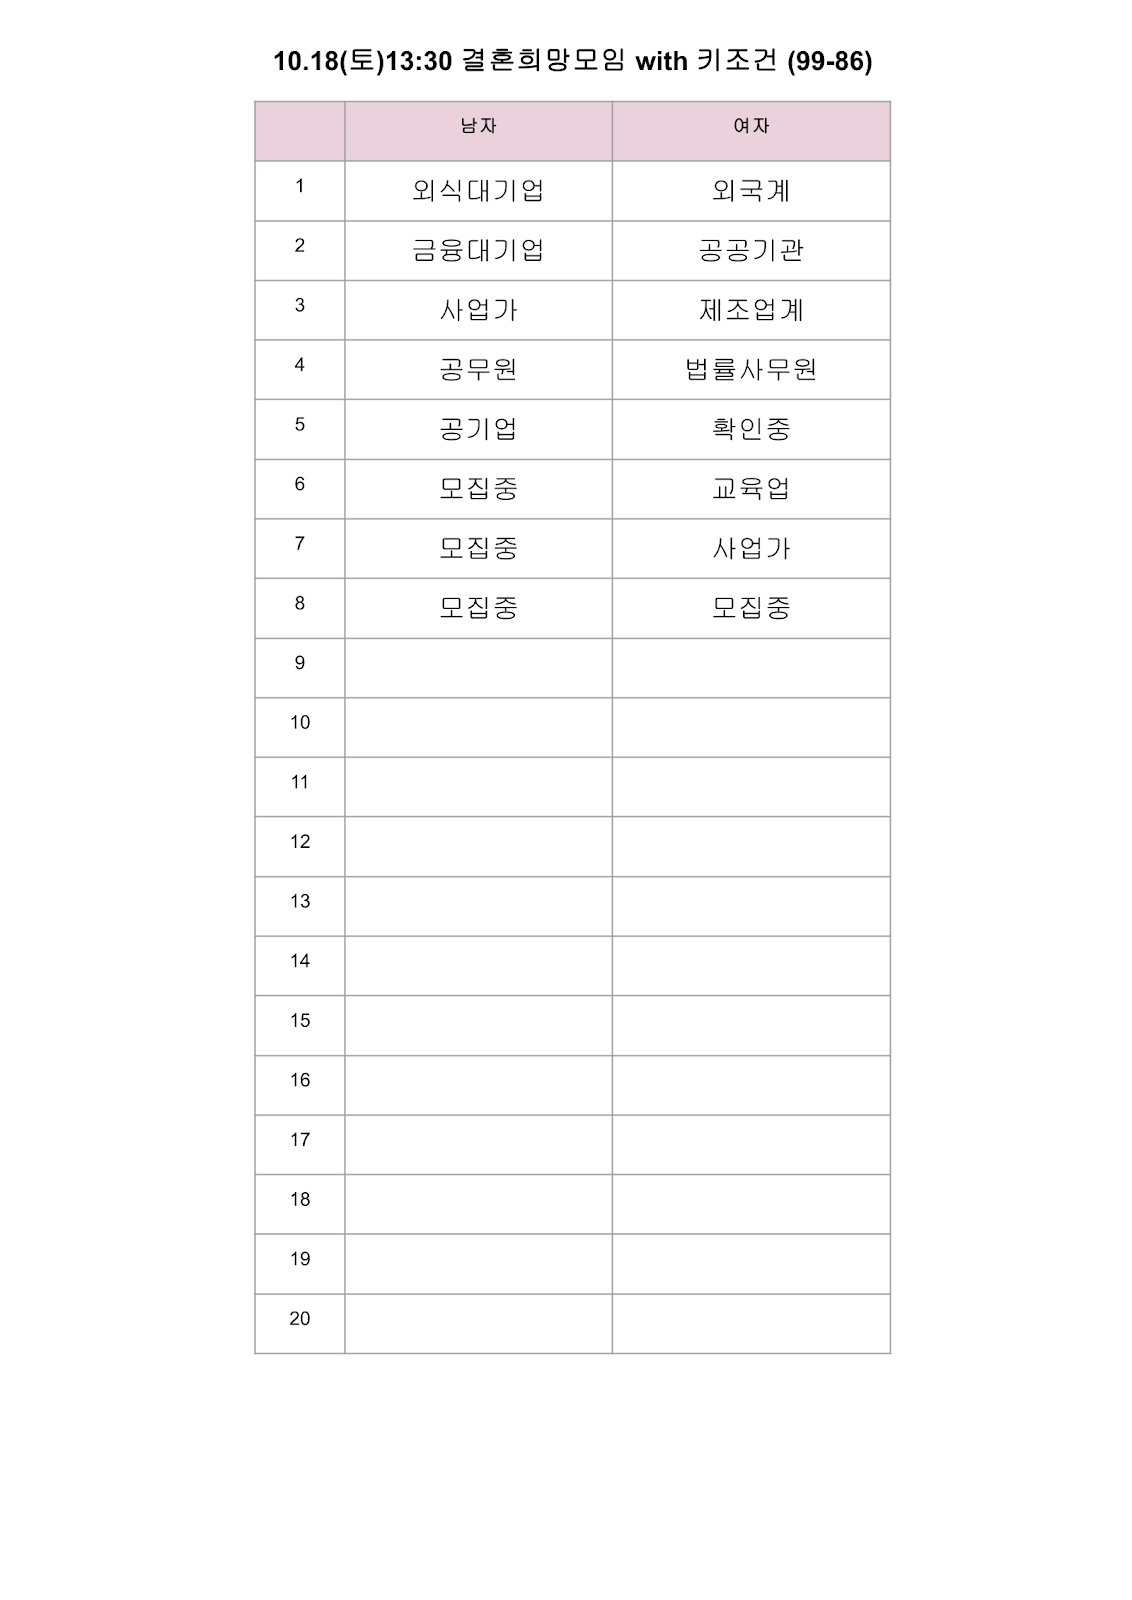 10.18(토)13:30 결혼희망모임 with 키조건 (99-86)
남자 여자
1 외식대기업 외국계
2 금융대기업 공공기관
3 사업가 제조업계
4 공무원 법률사무원
5 공기업 확인중
6 모집중 교육업
7 모집중 사업가
8 모집중 모집중
9
10
11
12
13
14
15
16
17
18
19
20